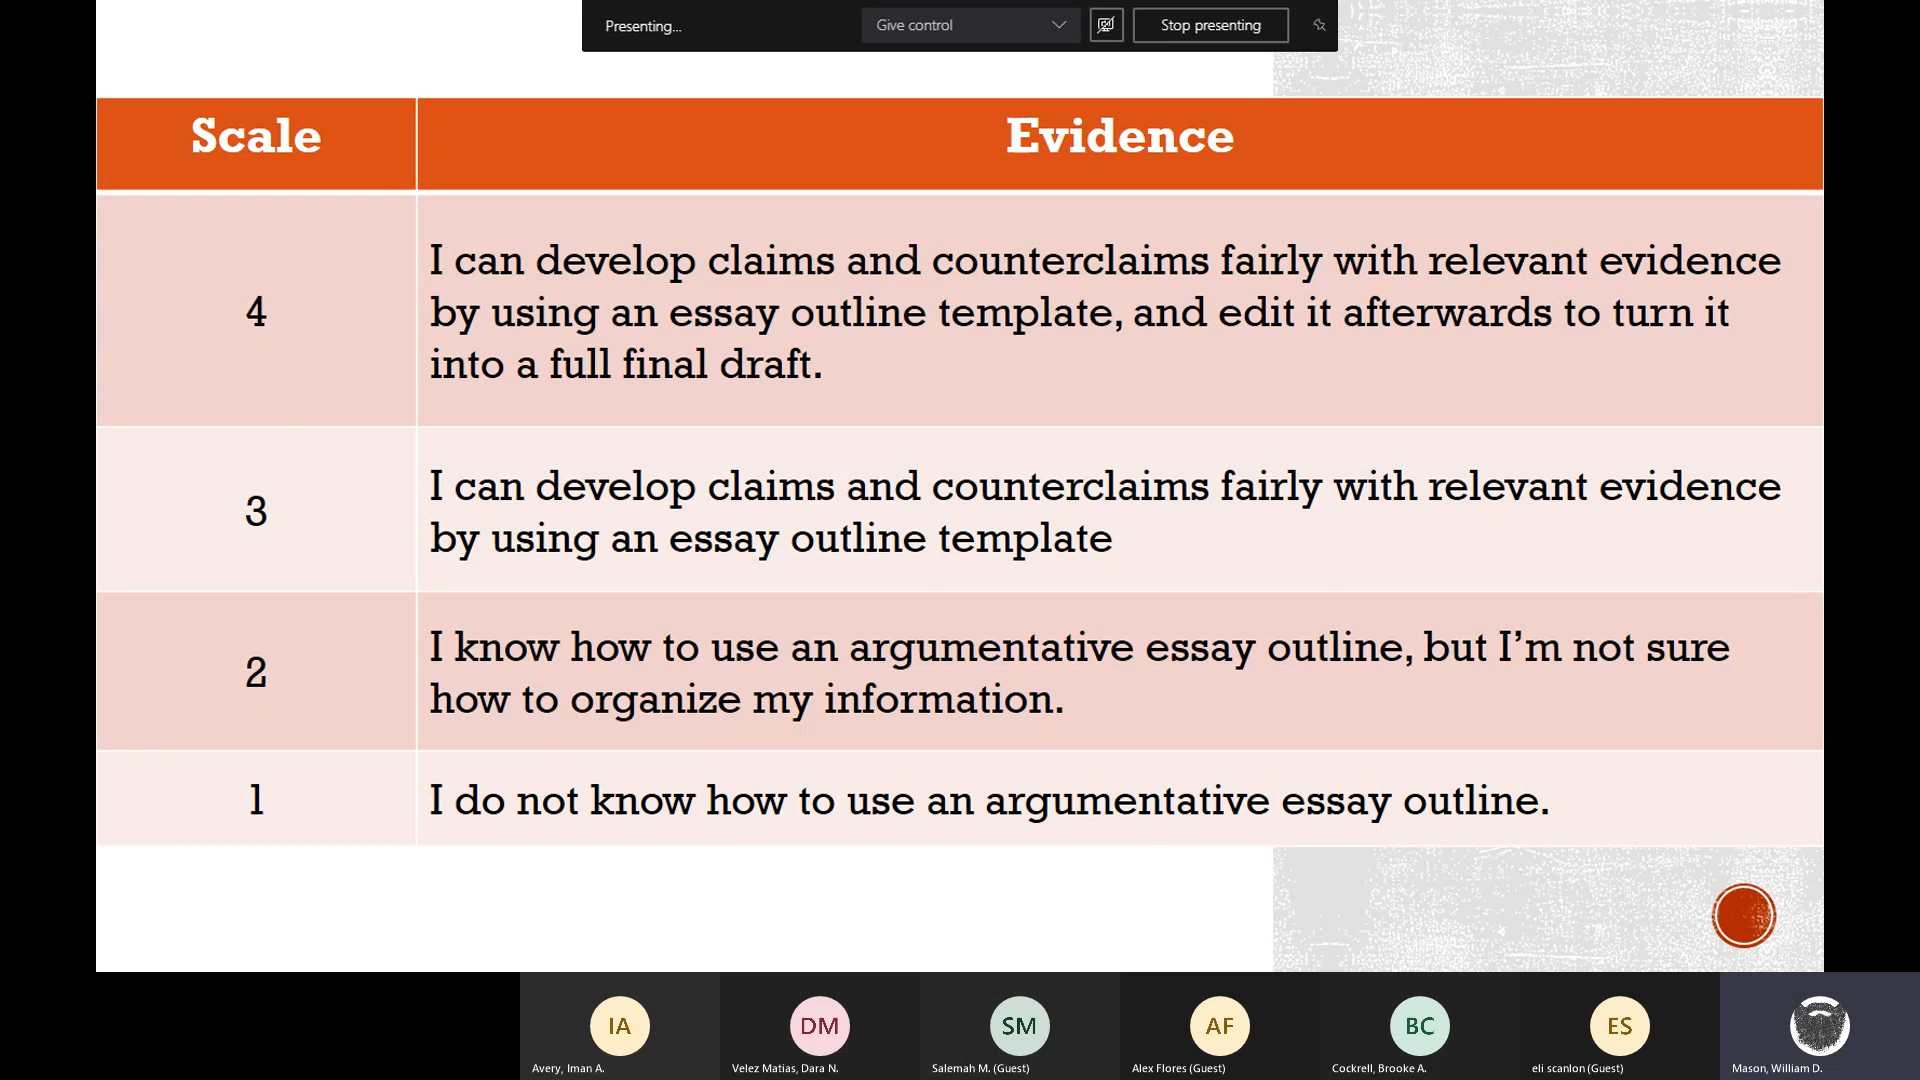 Presenting...
Give control
Stop presenting
Scale
Evidence
4
I can develop claims and counterclaims fairly with relevant evidence
by using an essay outline template, and edit it afterwards to turn it
into a full final draft.
3
I can develop claims and counterclaims fairly with relevant evidence
by using an essay outline template
2
I know how to use an argumentative essay outline, but I’m not sure
how to organize my information.
1
I do not know how to use an argumentative essay outline.
IA
DM
SM
AF
BC
ES
Avery, Iman A.
Velez Matias, Dara N.
Salemah M. (Guest)
Alex Flores (Guest)
Cockrell, Brooke A.
eli scanlon (Guest)
Mason, William D.